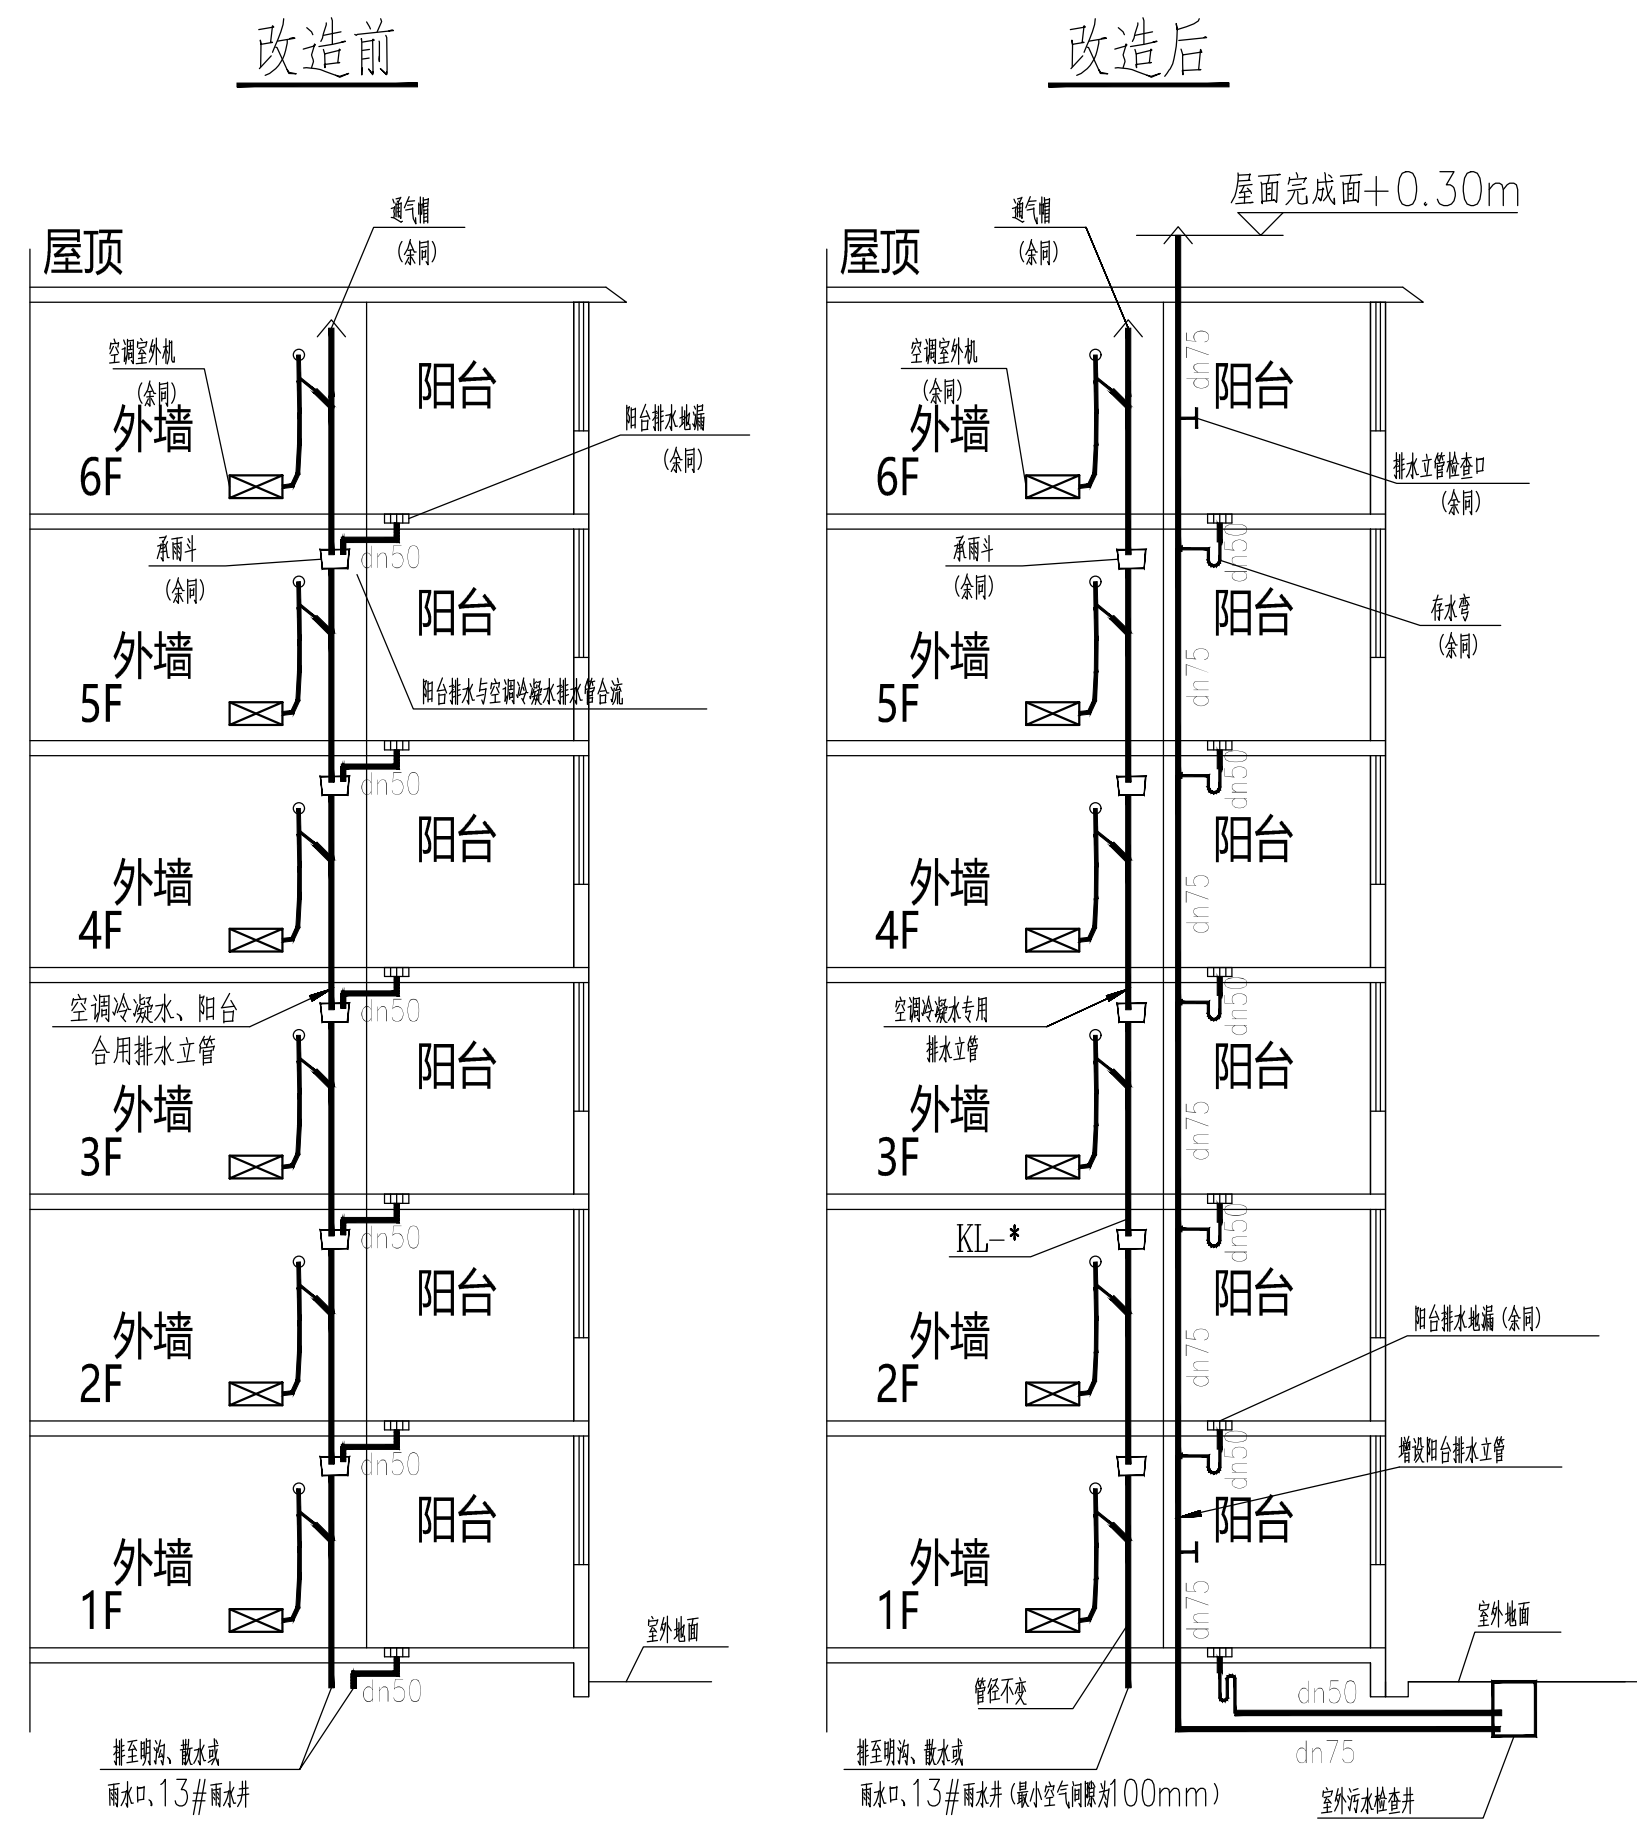 改造前
通气帽
(余同)
屋顶
空调室外机
(余同)
外墙
6F
阳台
阳台排水地漏
(余同)
承雨斗
(余同)
dn50
外墙
5F
阳台
阳台排水与空调冷凝水排水管合流
dn50
外墙
4F
阳台
空调冷凝水、阳台
合用排水立管
dn50
外墙
3F
阳台
dn50
外墙
2F
阳台
dn50
外墙
1F
阳台
室外地面
dn50
排至明沟、散水或
雨水口、13#雨水井
改造后
屋面完成面+0.30m
通气帽
(余同)
屋顶
空调室外机
(余同)
外墙
6F
dn75
阳台
排水立管检查口
(余同)
承雨斗
(余同)
dn50
存水弯
(余同)
外墙
5F
dn75
阳台
dn50
外墙
4F
dn75
阳台
空调冷凝水专用
排水立管
dn50
外墙
3F
dn75
阳台
KL-*
dn50
外墙
2F
dn75
阳台
阳台排水地漏(余同)
dn50
增设阳台排水立管
外墙
1F
阳台
dn75
室外地面
管径不变
dn50
dn75
排至明沟、散水或
雨水口、13#雨水井(最小空气间隙为100mm)
室外污水检查井